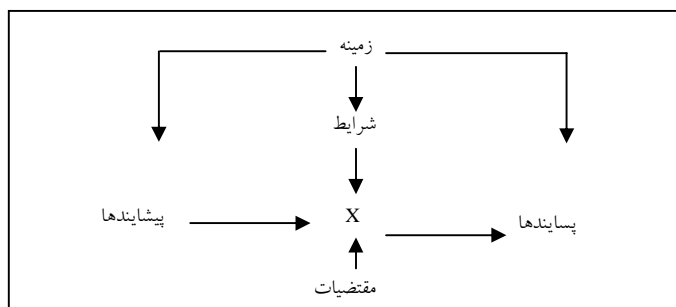 زمینه
شرایط
پیشایندها
X
پسایندها
مقتضیات